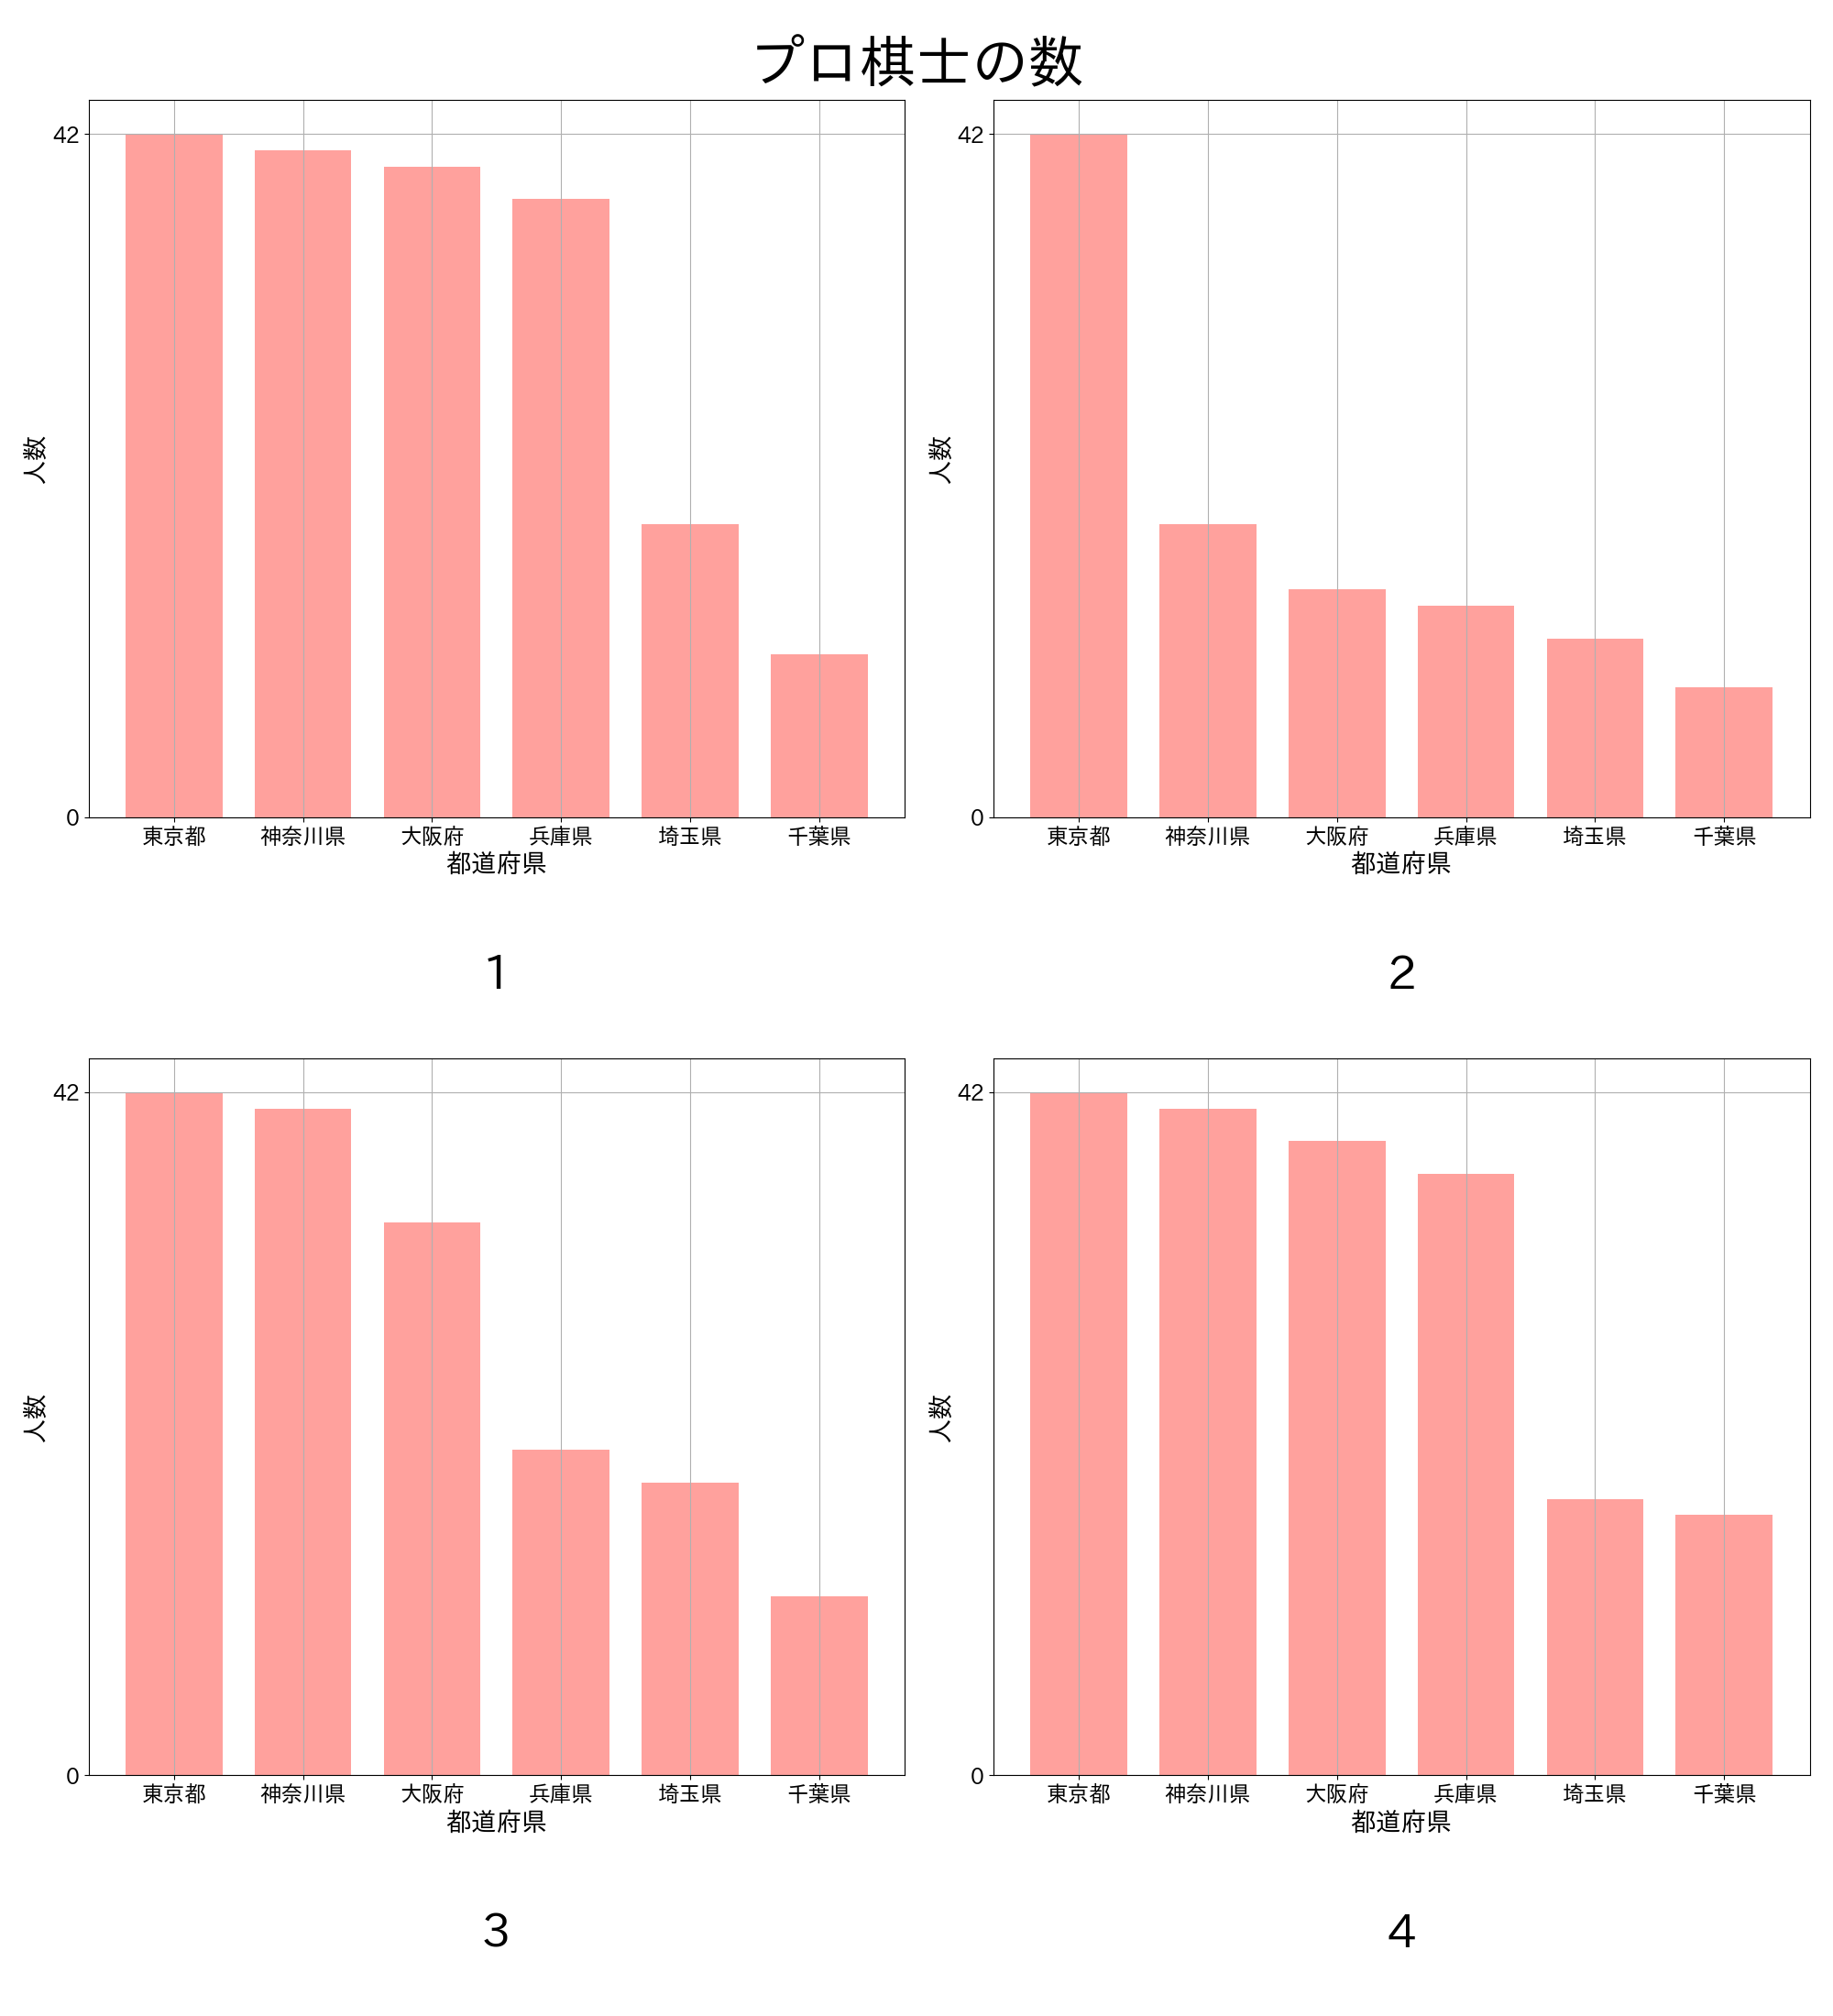 プロ棋士の数
42
0
人数
東京都 神奈川県 大阪府 兵庫県 埼玉県 千葉県
都道府県
1
42
0
人数
東京都 神奈川県 大阪府 兵庫県 埼玉県 千葉県
都道府県
2
42
0
人数
東京都 神奈川県 大阪府 兵庫県 埼玉県 千葉県
都道府県
3
42
0
人数
東京都 神奈川県 大阪府 兵庫県 埼玉県 千葉県
都道府県
4